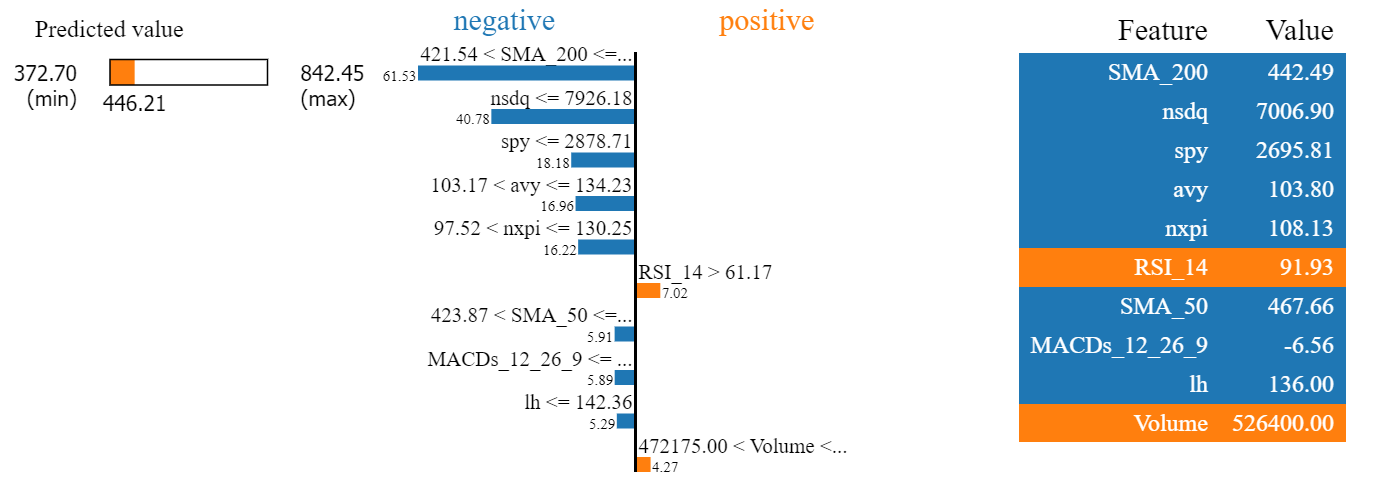 Predicted value
372.70
(min)
446.21
842.45
(max)
negative
positive
421.54 < SMA_200 <=...
61.53
nsdq <= 7926.18
40.78
spy <= 2878.71
18.18
103.17 < avy <= 134.23
16.96
97.52 < nxpi <= 130.25
16.22
RSI_14 > 61.17
7.02
423.87 < SMA_50 <=...
5.91
MACDs_12_26_9 <= ...
5.89
lh <= 142.36
5.29
472175.00 < Volume <...
4.27
Feature Value
SMA_200 442.49
nsdq 7006.90
spy 2695.81
avy 103.80
nxpi 108.13
RSI_14 91.93
SMA_50 467.66
MACDs_12_26_9 -6.56
lh 136.00
Volume 526400.00